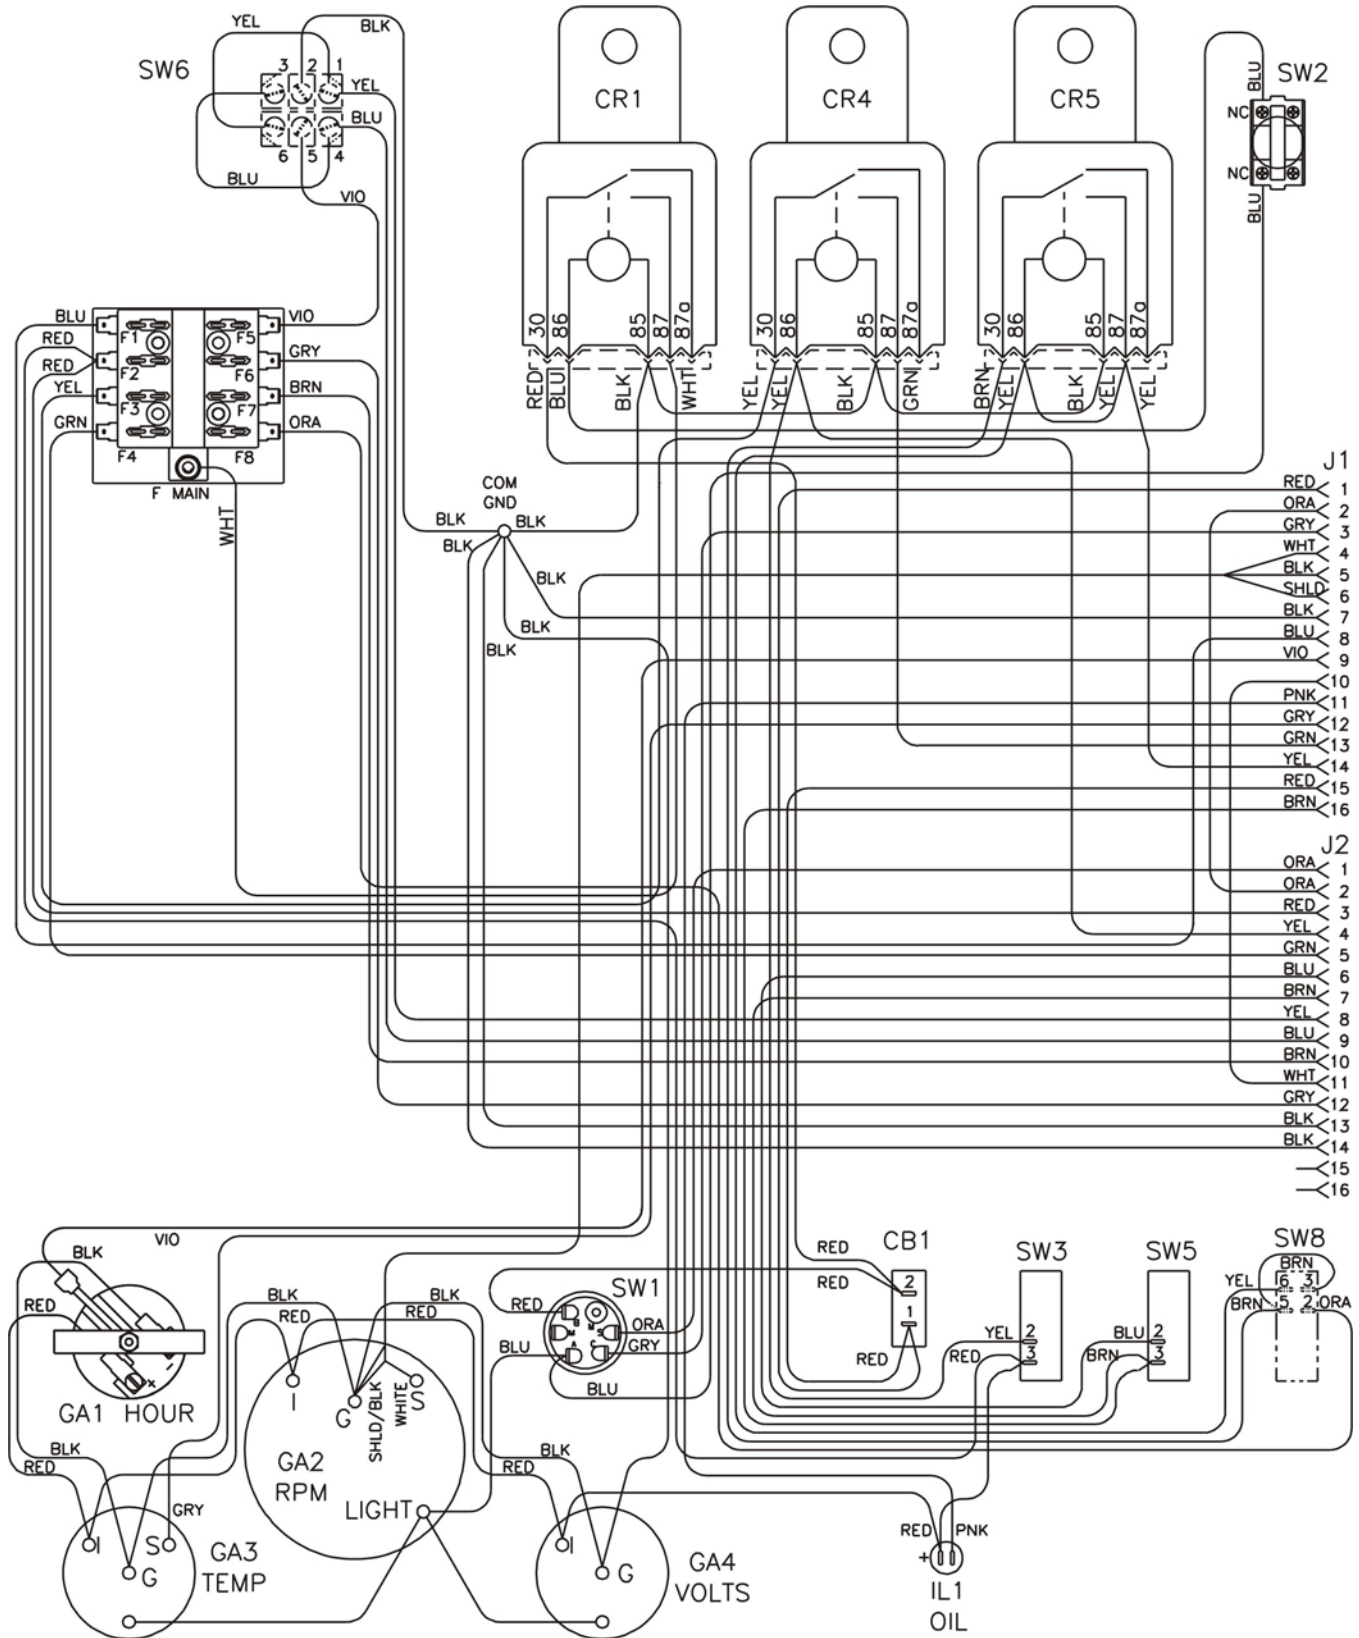 YEL
BLK
SW6
3 2 1
YEL
BLU
6 5 4
BLU
VIO
CR1
CR4
CR5
BLU
SW2
NC
NC
BLU
30 86 85 87 87a
30 86 85 87 87a
30 86 85 87 87a
RED BLU BLK WHT
YEL YEL BLK GRN
BRN YEL BLK YEL YEL
BLU F1 F5 VIO
RED
RED F2 F6 GRY
YEL F3 F7 BRN
GRN F4 F8 ORA
F MAIN
WHT
COM
GND
BLK
BLK
BLK
BLK
BLK
BLK
J1
RED 1
ORA 2
GRY 3
WHT 4
BLK 5
SHLD 6
BLK 7
BLU 8
VIO 9
10
PNK 11
GRY 12
GRN 13
YEL 14
RED 15
BRN 16
J2
ORA 1
ORA 2
RED 3
YEL 4
GRN 5
BLU 6
BRN 7
YEL 8
BLU 9
BRN 10
WHT 11
GRY 12
BLK 13
BLK 14
15
16
VIO
BLK
RED
- +
GA1 HOUR
BLK
RED
GRY
I S
G
GA3
TEMP
BLK
RED
I G S
SHLD/BLK
WHITE
GA2
RPM
LIGHT
BLK
RED
SW1
RED
B M
M S
A C
ORA
GRY
BLU
BLU
BLK
RED
I
G
GA4
VOLTS
RED
RED
CB1
2
1
RED
SW3
YEL 2
RED 3
SW5
BLU 2
BRN 3
SW8
BRN
YEL 6 3
BRN 5 2 ORA
RED PNK
+
IL1
OIL